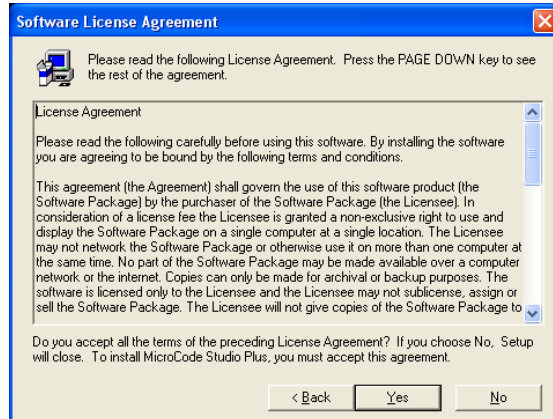 Software License Agreement
Please read the following License Agreement. Press the PAGE DOWN key to see
the rest of the agreement.
License Agreement
Please read the following carefully before using this software. By installing the software
you are agreeing to be bound by the following terms and conditions.
This agreement (the Agreement) shall govern the use of this software product (the
Software Package) by the purchaser of the Software Package (the Licensee). In
consideration of a license fee the Licensee is granted a non-exclusive right to use and
display the Software Package on a single computer at a single location. The Licensee
may not network the Software Package or otherwise use it on more than one computer at
the same time. No part of the Software Package may be made available over a computer
network or the internet. Copies can only be made for archival or backup purposes. The
software is licensed only to the Licensee and the Licensee may not sublicense, assign or
sell the Software Package. The Licensee will not give copies of the Software Package to
Do you accept all the terms of the preceding License Agreement? If you choose No, Setup
will close. To install MicroCode Studio Plus, you must accept this agreement.
< Back Yes No